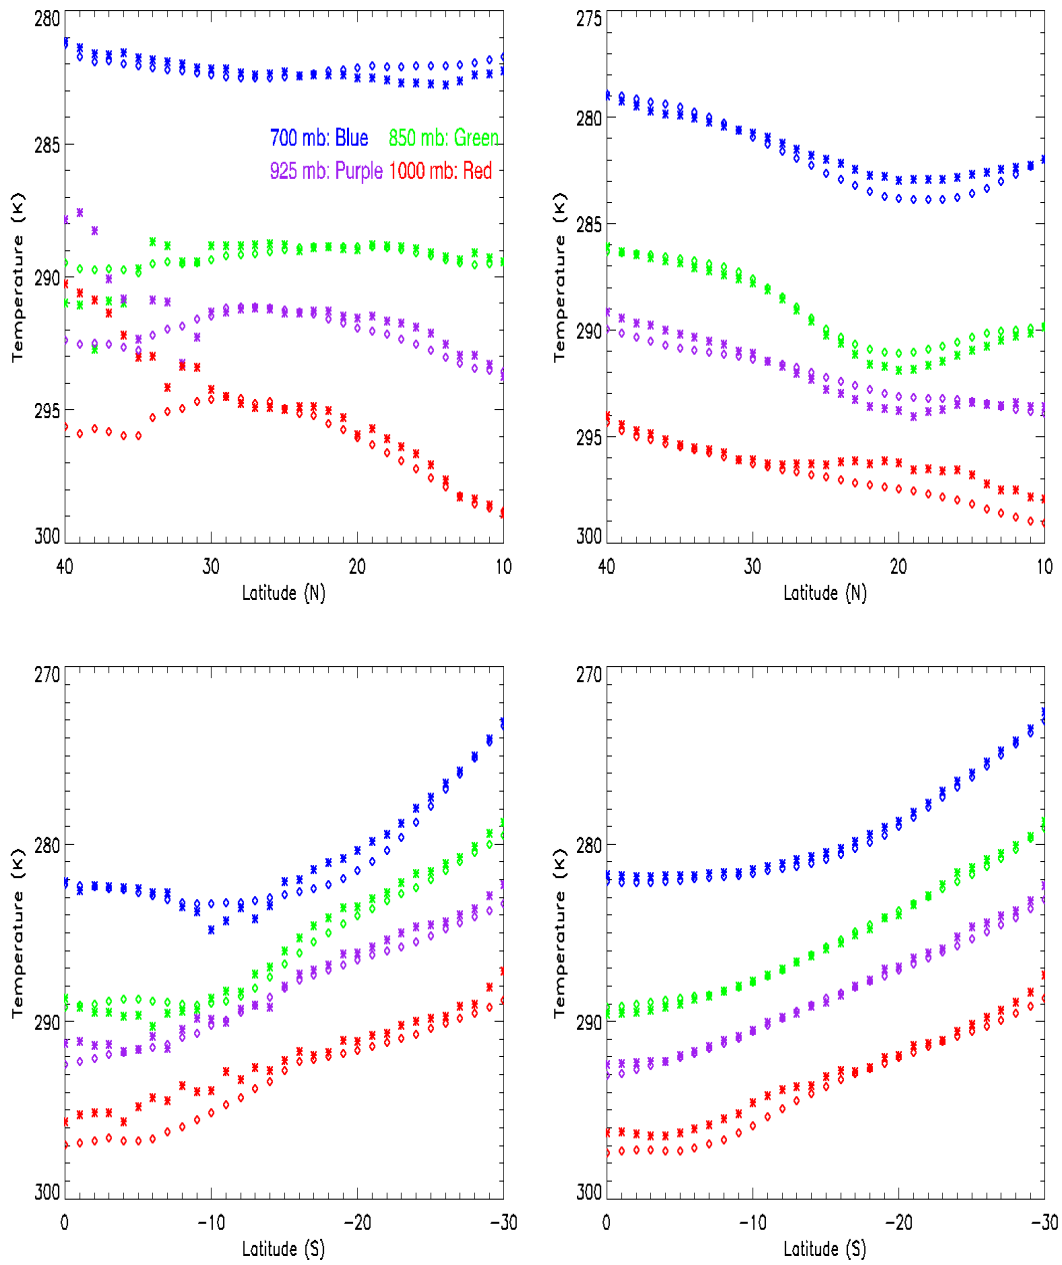 280
285
290
295
300
Temperature (K)
700 mb: Blue 850 mb: Green
925 mb: Purple 1000 mb: Red
40 30 20 10
Latitude (N)
275
280
285
290
295
300
Temperature (K)
40 30 20 10
Latitude (N)
270
280
290
300
Temperature (K)
0 -10 -20 -30
Latitude (S)
270
280
290
300
Temperature (K)
0 -10 -20 -30
Latitude (S)